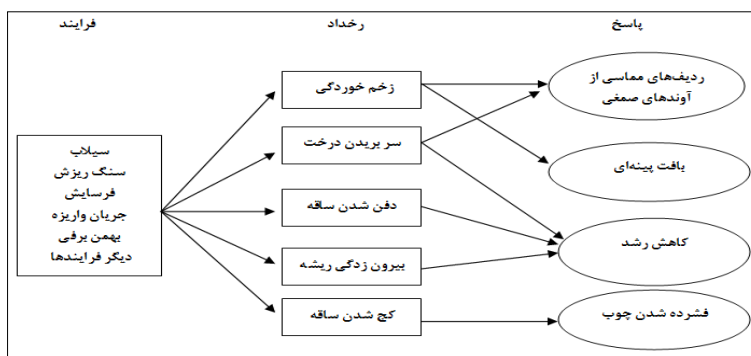 پاسخ
رخداد
فرایند
ردیف‌های مماسی از
آوندهای صمغی
زخم خوردگی
سر بریدن درخت
یافت پینه‌ای
سیلاب
سنگ ریزش
فرسایش
جریان واریزه
بهمن برفی
دیگر فرایندها
دفن شدن ساقه
کاهش رشد
بیرون زدگی ریشه
کج شدن ساقه
فشرده شدن چوب